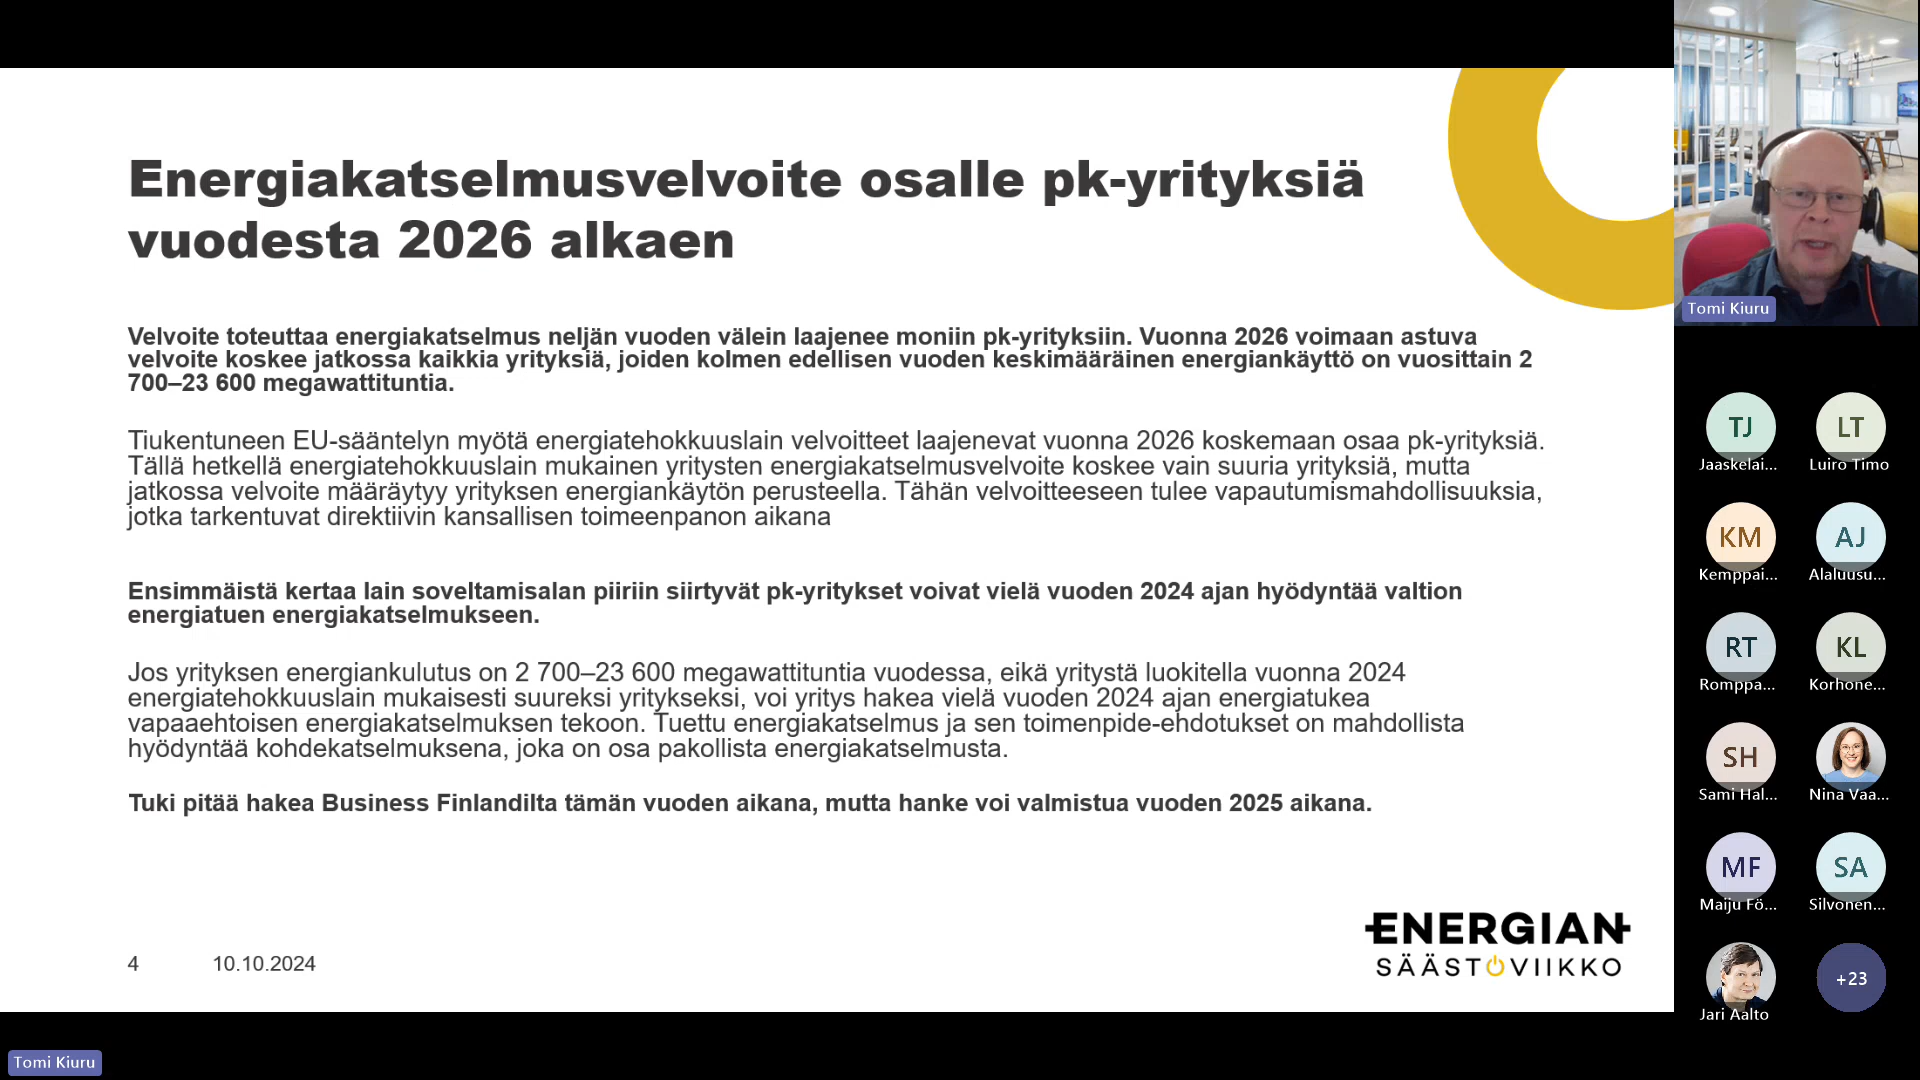 Energiakatselmusvelvoite osalle pk-yrityksiä
vuodesta 2026 alkaen
Velvoite toteuttaa energiakatselmus neljän vuoden välein laajenee moniin pk-yrityksiin. Vuonna 2026 voimaan astuva
velvoite koskee jatkossa kaikkia yrityksiä, joiden kolmen edellisen vuoden keskimääräinen energiankäyttö on vuosittain 2
700–23 600 megawattituntia.
Tiukentuneen EU-sääntelyn myötä energiatehokkuuslain velvoitteet laajenevat vuonna 2026 koskemaan osaa pk-yrityksiä.
Tällä hetkellä energiatehokkuuslain mukainen yritysten energiakatselmusvelvoite koskee vain suuria yrityksiä, mutta
jatkossa velvoite määräytyy yrityksen energiankäytön perusteella. Tähän velvoitteeseen tulee vapautumismahdollisuuksia,
jotka tarkentuvat direktiivin kansallisen toimeenpanon aikana
Ensimmäistä kertaa lain soveltamisalan piiriin siirtyvät pk-yritykset voivat vielä vuoden 2024 ajan hyödyntää valtion
energiatuen energiakatselmukseen.
Jos yrityksen energiankulutus on 2 700–23 600 megawattituntia vuodessa, eikä yritystä luokitella vuonna 2024
energiatehokkuuslain mukaisesti suureksi yritykseksi, voi yritys hakea vielä vuoden 2024 ajan energiatukea
vapaaehtoisen energiakatselmuksen tekoon. Tuettu energiakatselmus ja sen toimenpide-ehdotukset on mahdollista
hyödyntää kohdekatselmuksena, joka on osa pakollista energiakatselmusta.
Tuki pitää hakea Business Finlandilta tämän vuoden aikana, mutta hanke voi valmistua vuoden 2025 aikana.
4 10.10.2024
ENERGIAN
SÄÄSTÖVIIKKO
Tomi Kiuru
Tomi Kiuru
TJ LT
Jaaskelai... Luiro Timo
KM AJ
Kemppai... Alaluusu...
RT KL
Romppa... Korhone...
SH
Sami Hal... Nina Vaa...
MF SA
Maiju Fö... Silvonen...
+23
Jari Aalto